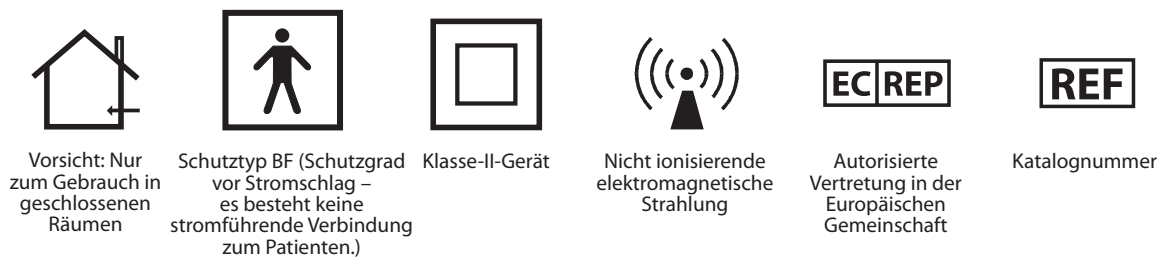 EC REP
REF
Vorsicht: Nur
zum Gebrauch in
geschlossenen
Räumen
Schutztyp BF (Schutzgrad
vor Stromschlag –
es besteht keine
stromführende Verbindung
zum Patienten.)
Klasse-II-Gerät
Nicht ionisierende
elektromagnetische
Strahlung
Autorisierte
Vertretung in der
Europäischen
Gemeinschaft
Katalognummer